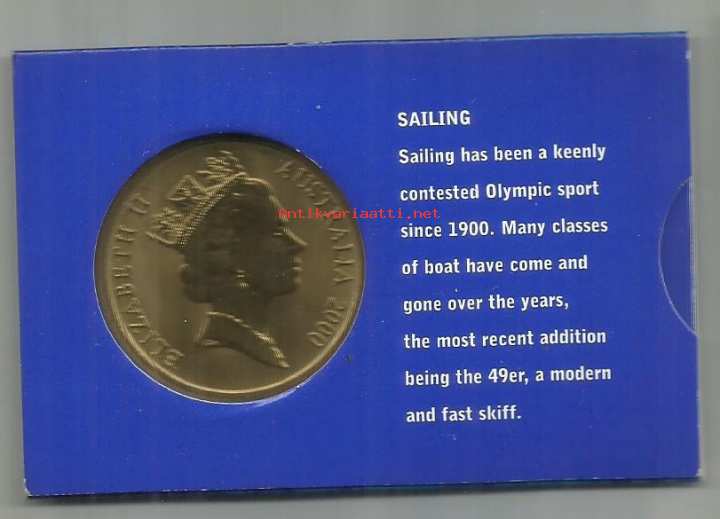 SAILING
Sailing has been a keenly
contested Olympic sport
since 1900. Many classes
of boat have come and
gone over the years,
the most recent addition
being the 49er, a modern
and fast skiff.
ELIZABETH II AUSTRALIA 2000
Antikvariaatti.net